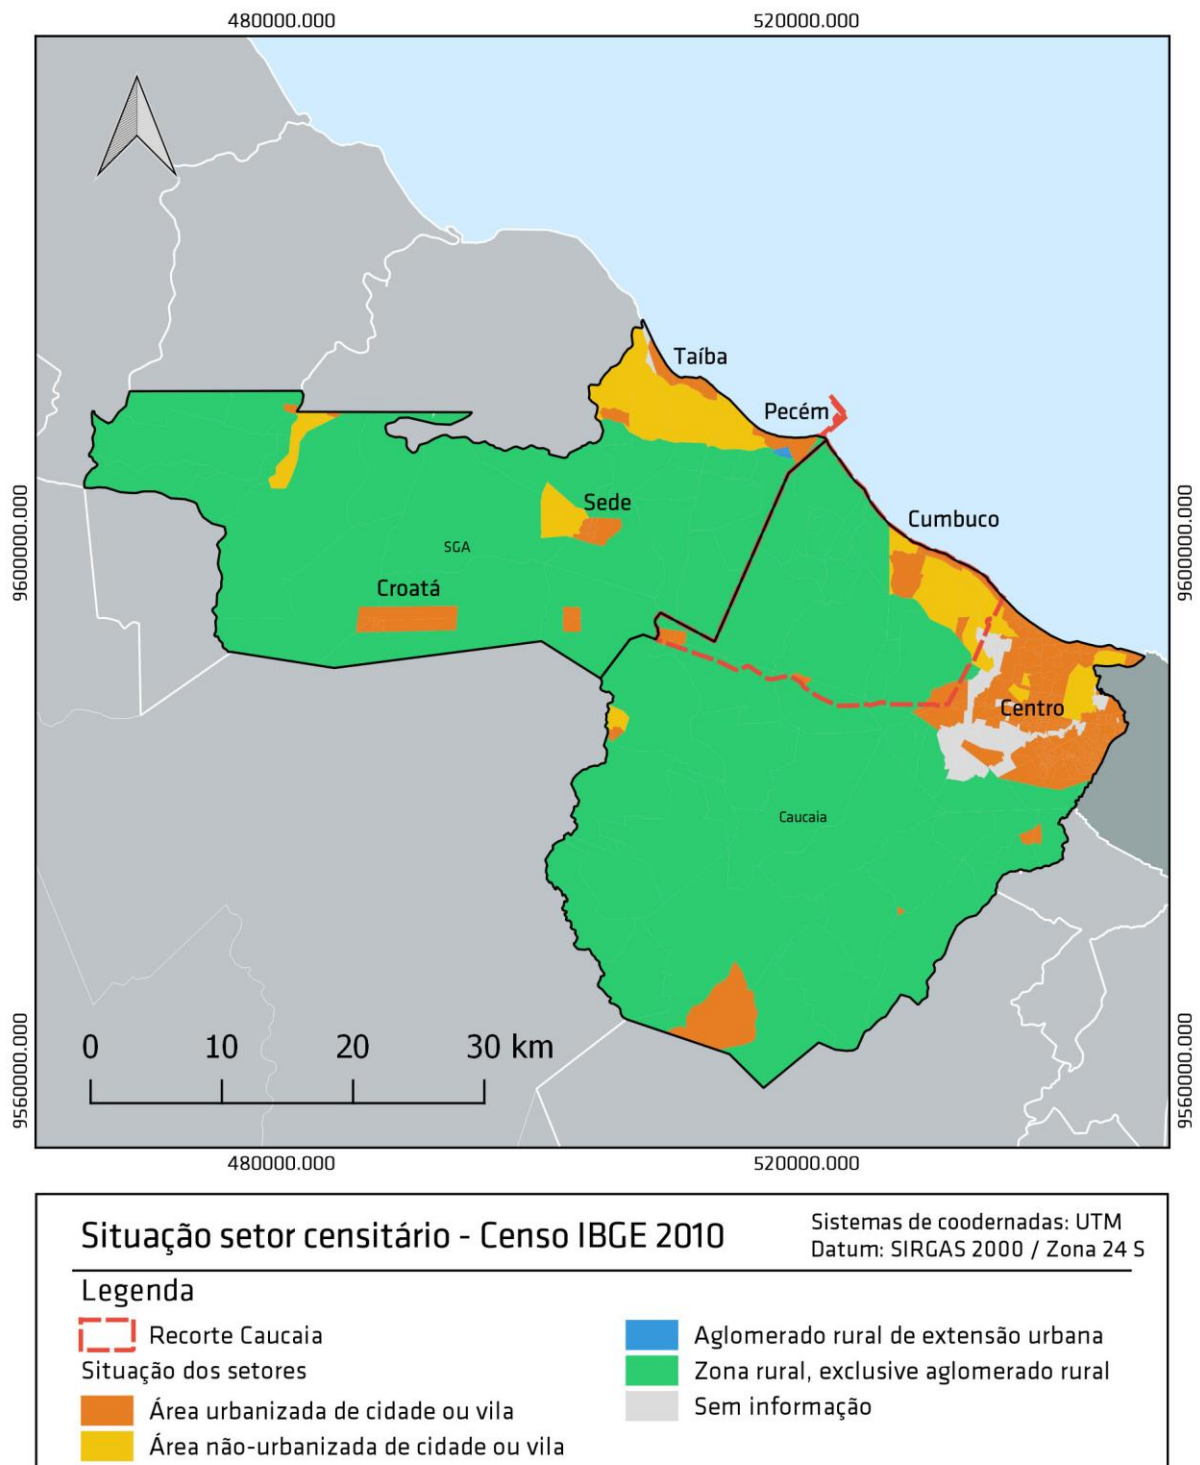 480000.000 520000.000
Taíba
Pecém
9600000.000
Sede
Cumbuco
9600000.000
SGA
Croatá
Centro
Caucaia
0 10 20 30 km
9560000.000
9560000.000
480000.000 520000.000
Situação setor censitário - Censo IBGE 2010
Sistemas de coodernadas: UTM
Datum: SIRGAS 2000 / Zona 24 S
Legenda
Recorte Caucaia
Situação dos setores
Área urbanizada de cidade ou vila
Área não-urbanizada de cidade ou vila
Aglomerado rural de extensão urbana
Zona rural, exclusive aglomerado rural
Sem informação